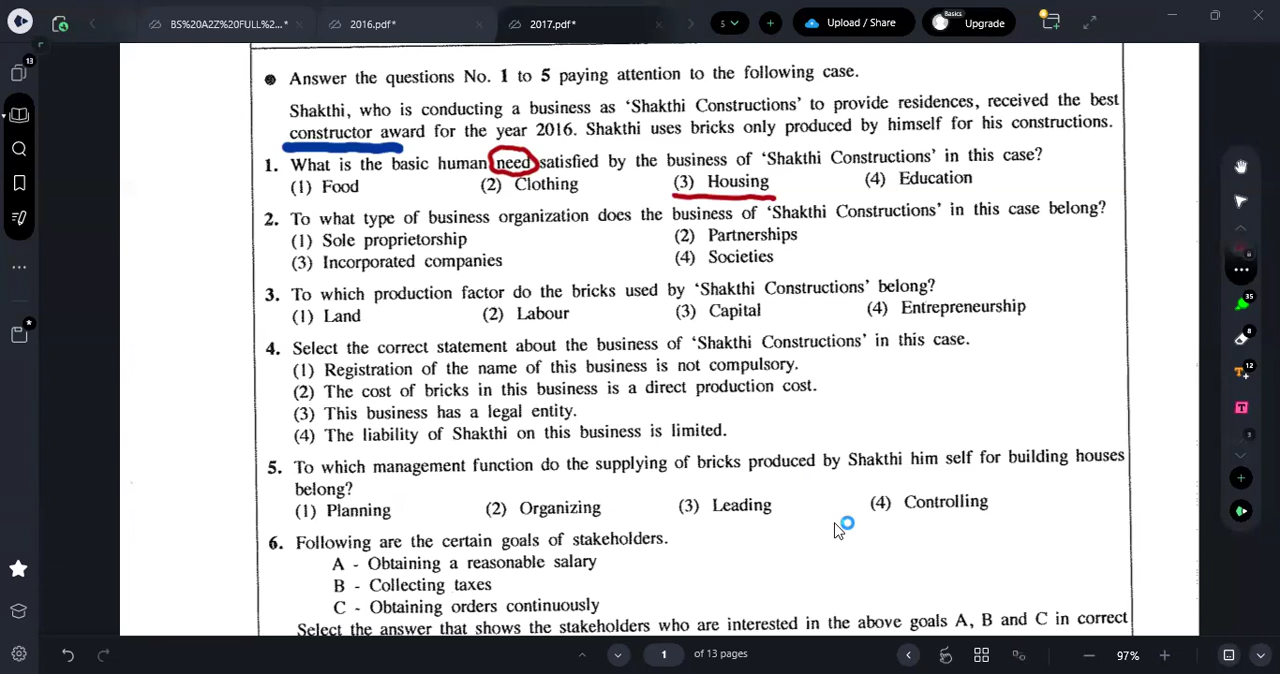 BS%20A2Z%20FULL%2...*
2016.pdf*
2017.pdf*
5
Upload / Share
Basics
Upgrade
Answer the questions No. 1 to 5 paying attention to the following case.
Shakthi, who is conducting a business as 'Shakthi Constructions' to provide residences, received the best
constructor award for the year 2016. Shakthi uses bricks only produced by himself for his constructions.
1. What is the basic human need satisfied by the business of 'Shakthi Constructions' in this case?
(1) Food (2) Clothing (3) Housing (4) Education
2. To what type of business organization does the business of 'Shakthi Constructions' in this case belong?
(1) Sole proprietorship (2) Partnerships
(3) Incorporated companies (4) Societies
3. To which production factor do the bricks used by 'Shakthi Constructions' belong?
(1) Land (2) Labour (3) Capital (4) Entrepreneurship
4. Select the correct statement about the business of 'Shakthi Constructions' in this case.
(1) Registration of the name of this business is not compulsory.
(2) The cost of bricks in this business is a direct production cost.
(3) This business has a legal entity.
(4) The liability of Shakthi on this business is limited.
5. To which management function do the supplying of bricks produced by Shakthi him self for building houses
belong?
(1) Planning (2) Organizing (3) Leading (4) Controlling
6. Following are the certain goals of stakeholders.
A - Obtaining a reasonable salary
B - Collecting taxes
C - Obtaining orders continuously
Select the answer that shows the stakeholders who are interested in the above goals A, B and C in correct
13
35
8
12
T
3
1
of 13 pages
97%